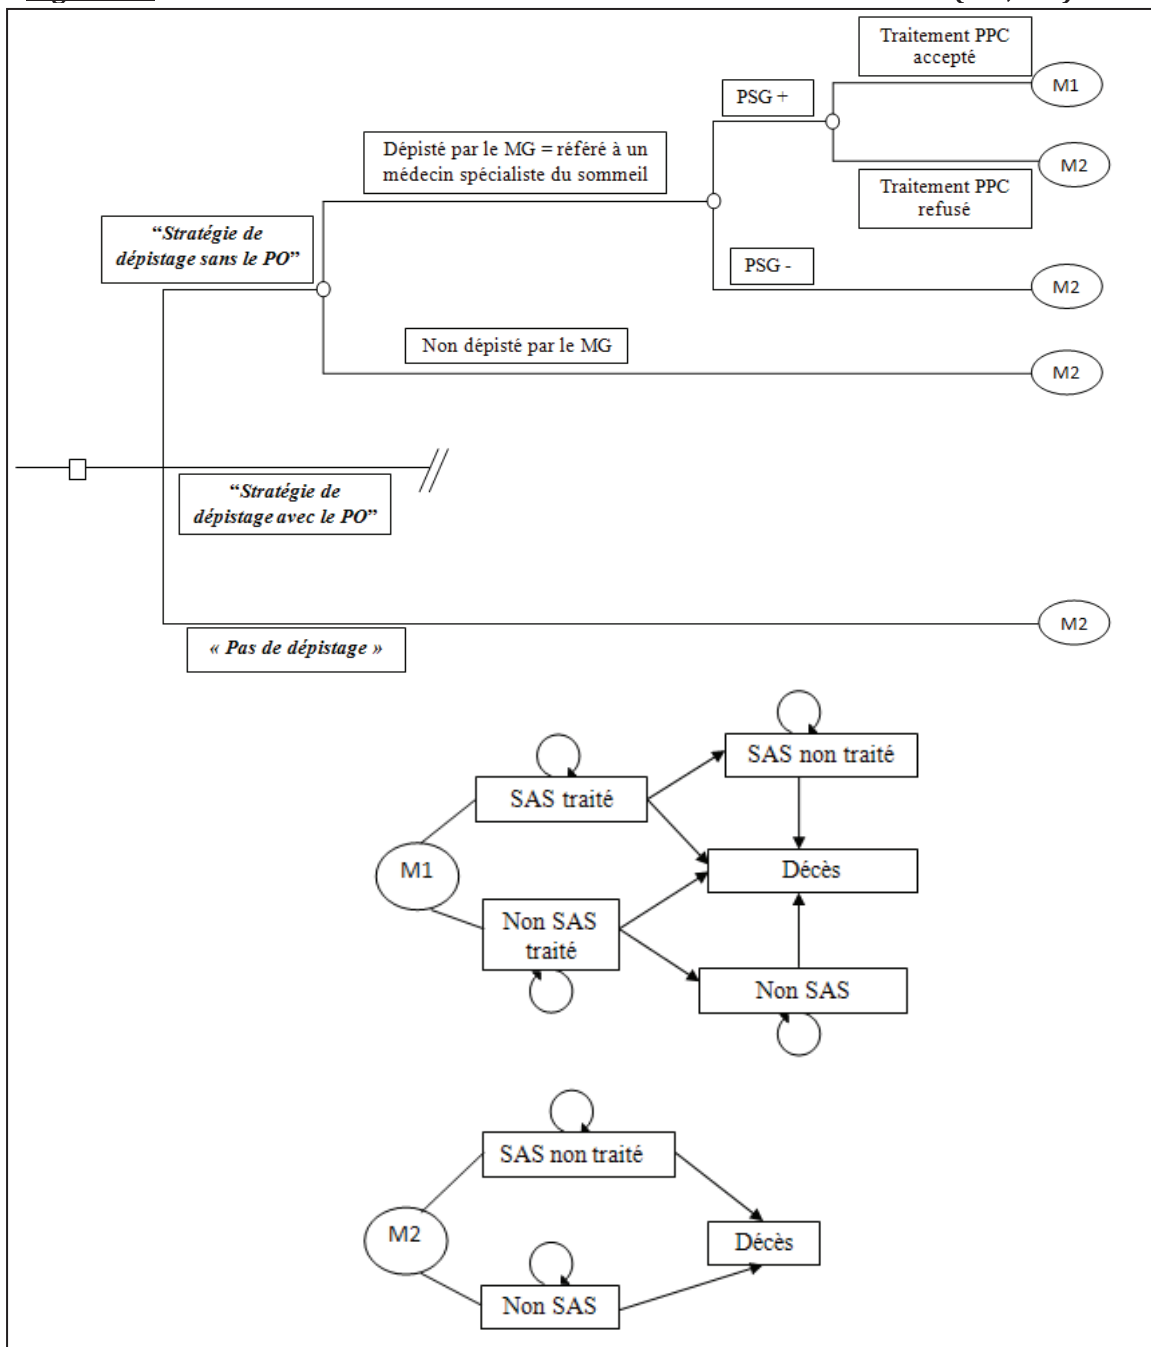 Traitement PPC
accepté
M1
PSG +
Dépisté par le MG = référé à un
médecin spécialiste du sommeil
M2
Traitement PPC
refusé
“Stratégie de
dépistage sans le PO”
PSG -
M2
Non dépisté par le MG
M2
“Stratégie de
dépistage avec le PO”
M2
« Pas de dépistage »
SAS non traité
SAS traité
M1
Décès
Non SAS
traité
Non SAS
SAS non traité
M2
Décès
Non SAS